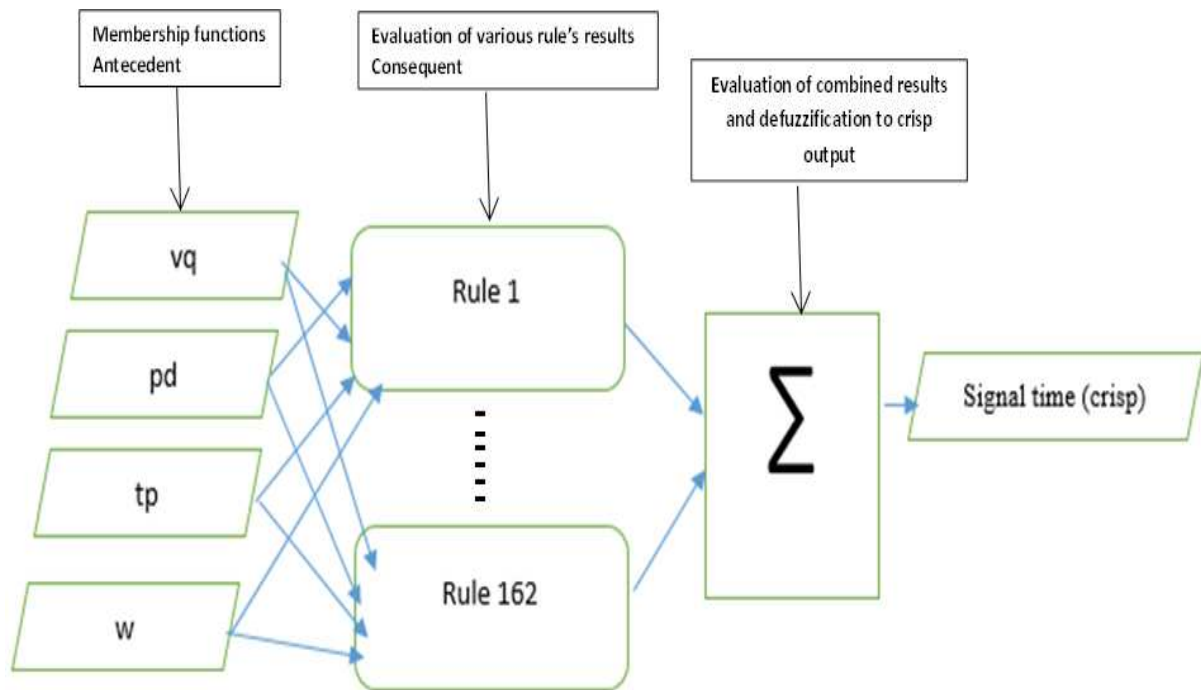 Membership functions
Antecedent
Evaluation of various rule's results
Consequent
Evaluation of combined results
and defuzzification to crisp
output
vq
pd
tp
w
Rule 1
Rule 162
∑
Signal time (crisp)